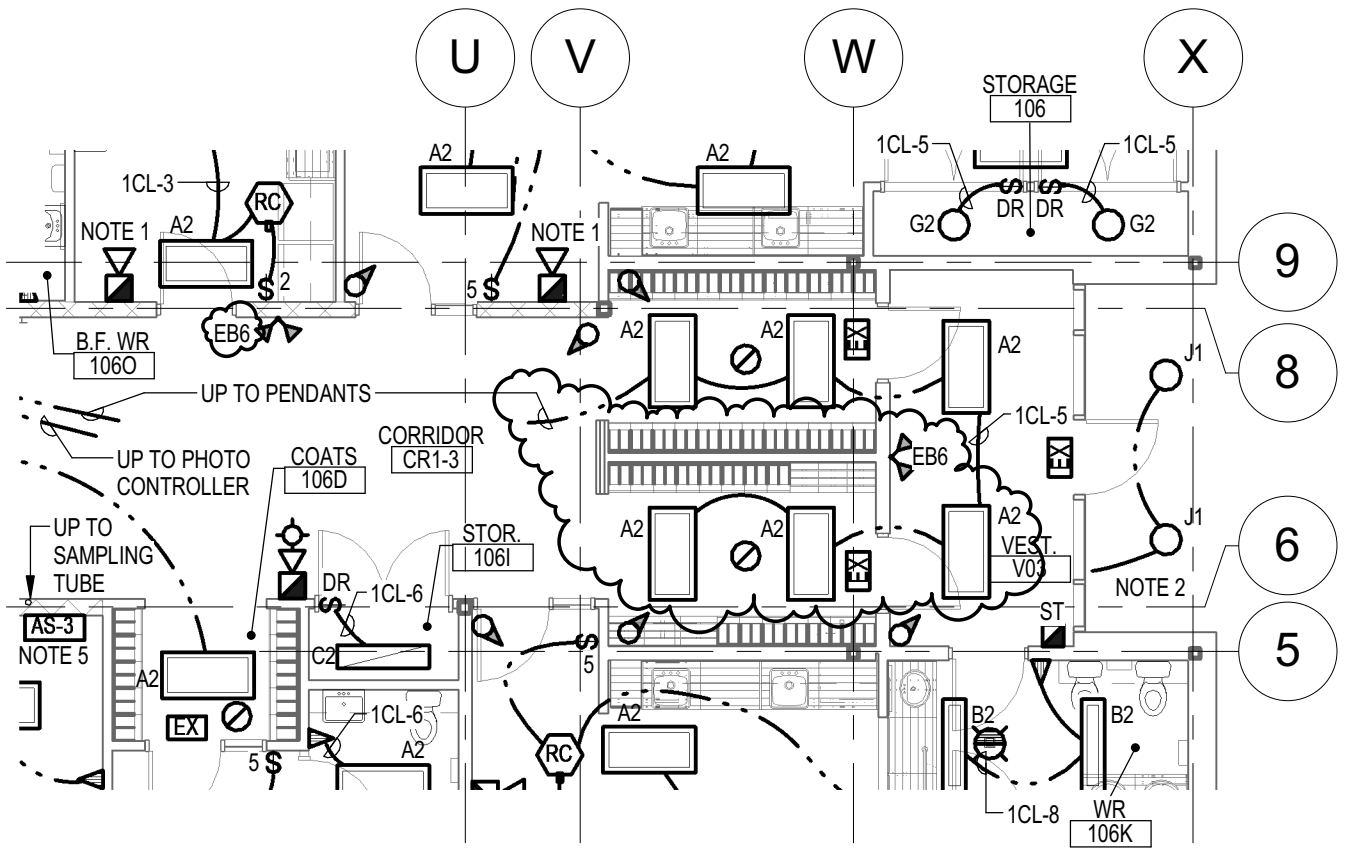 U
V
W
X
STORAGE
106
1CL-5
1CL-5
A2
A2
1CL-3
RC
DR
DR
G2
G2
NOTE 1
A2
NOTE 1
9
S
2
5
S
EB6
A2
A2
EX
A2
J1
8
B.F. WR
106O
UP TO PENDANTS
1CL-5
CORRIDOR
CR1-3
EB6
EX
UP TO PHOTO
CONTROLLER
COATS
106D
UP TO
SAMPLING
TUBE
STOR.
106I
A2
A2
A2
J1
6
VEST.
V03
EX
NOTE 2
DR
S
1CL-6
ST
AS-3
NOTE 5
C2
S
5
5
A2
EX
1CL-6
A2
A2
B2
B2
5
S
RC
1CL-8
WR
106K